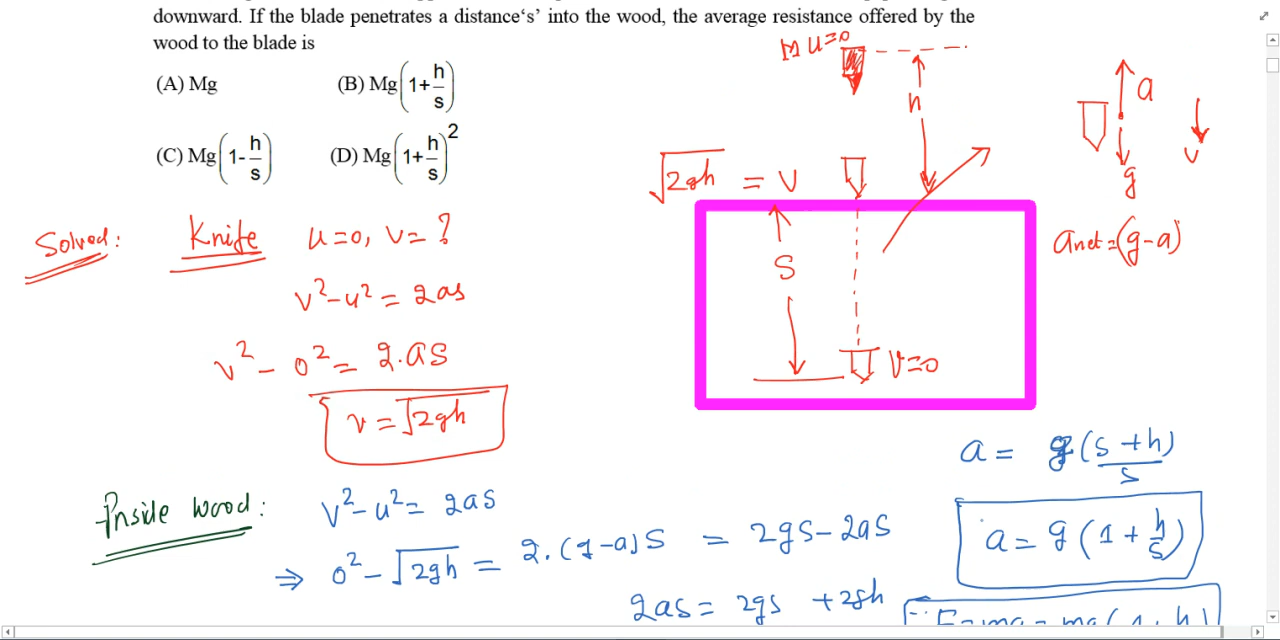 downward. If the blade penetrates a distance‘s’ into the wood, the average resistance offered by the
wood to the blade is
(A) Mg
(B) Mg(1+h/s)
(C) Mg(1-h/s)
(D) Mg(1+h/s)²
M u=0
h
a
g
v
anet=(g-a)
√2gh = v
S
V=0
Solved:
Knife u=0, v=?
v²-u²= 2as
v²-0²= 2.as
v=√2gh
Inside wood: v²-u²= 2as
⇒ 0²-√2gh = 2.(g-a)s = 2gs-2as
2as= 2gs +2gh
a= g(s+h)/s
a= g(1+h/s)